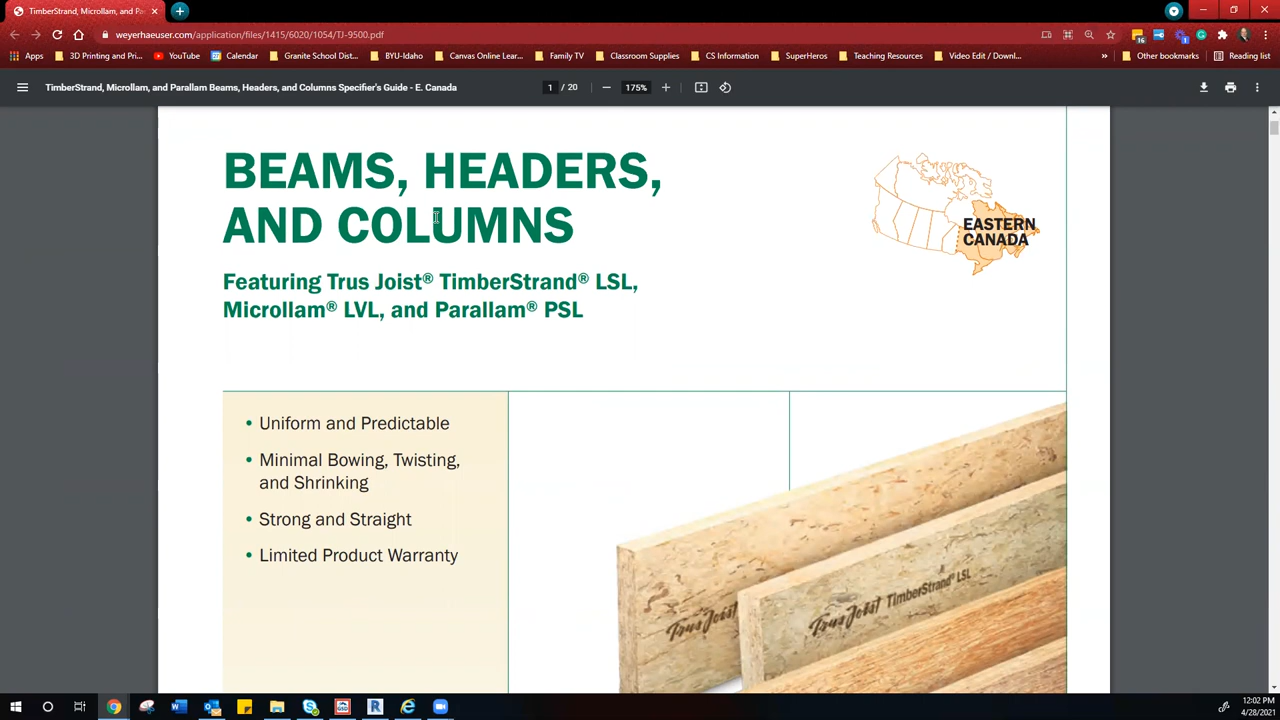 TimberStrand, Microllam, and Pa
weyerhaeuser.com/application/files/1415/6020/1054/TJ-9500.pdf
16
1
Apps 3D Printing and Pri... YouTube Calendar Granite School Dist... BYU-Idaho Canvas Online Lear... Family TV Classroom Supplies CS Information SuperHeros Teaching Resources Video Edit / Downl... » Other bookmarks Reading list
TimberStrand, Microllam, and Parallam Beams, Headers, and Columns Specifier's Guide - E. Canada 1 / 20 175%
BEAMS, HEADERS,
AND COLUMNS
EASTERN
CANADA
Featuring Trus Joist® TimberStrand® LSL,
Microllam® LVL, and Parallam® PSL
• Uniform and Predictable
• Minimal Bowing, Twisting,
and Shrinking
• Strong and Straight
• Limited Product Warranty
Trus Joist
Trus Joist TimberStrand® LSL
12:02 PM
4/28/2021